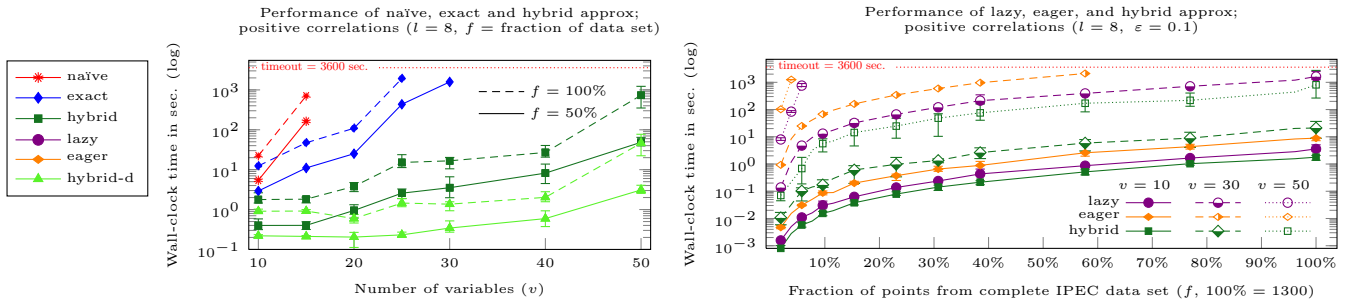 naïve
exact
hybrid
lazy
eager
hybrid-d
Performance of naïve, exact and hybrid approx;
positive correlations (l = 8, f = fraction of data set)
Wall-clock time in sec. (log)
timeout = 3600 sec.
f = 100%
f = 50%
10^3
10^2
10^1
10^0
10^−1
10 20 30 40 50
Number of variables (v)
Performance of lazy, eager, and hybrid approx;
positive correlations (l = 8, ε = 0.1)
Wall-clock time in sec. (log)
timeout = 3600 sec.
10^3
10^2
10^1
10^0
10^−1
10^−2
10^−3
v = 10 v = 30 v = 50
lazy
eager
hybrid
10% 20% 30% 40% 50% 60% 70% 80% 90% 100%
Fraction of points from complete IPEC data set (f, 100% = 1300)